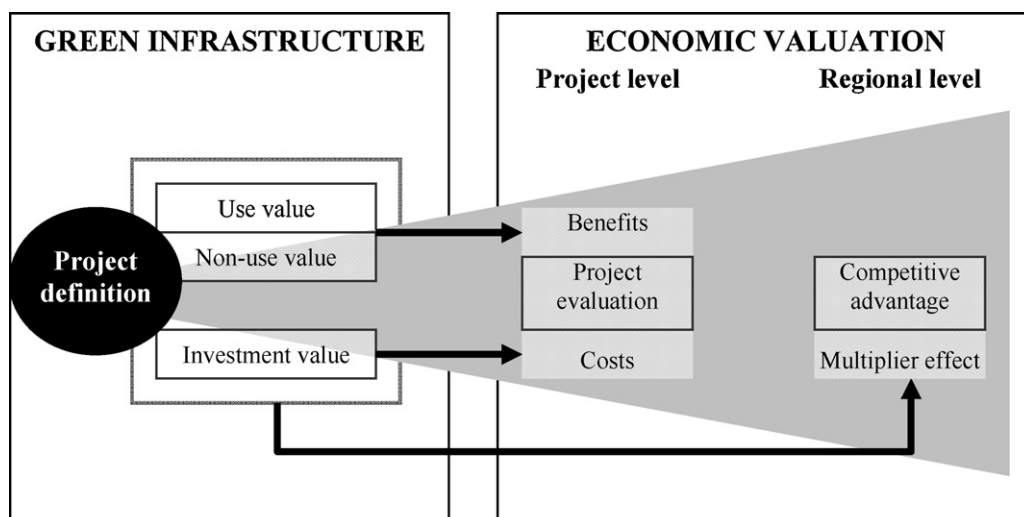 GREEN INFRASTRUCTURE
Project
definition
Use value
Non-use value
Investment value
ECONOMIC VALUATION
Project level
Regional level
Benefits
Project
evaluation
Costs
Competitive
advantage
Multiplier effect